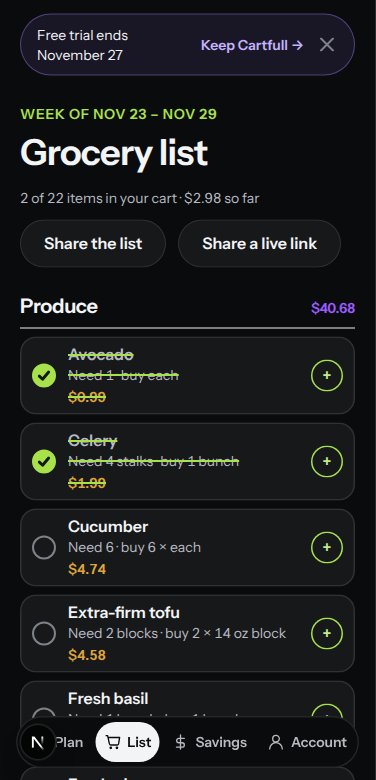 Free trial ends
November 27
Keep Cartfull →
WEEK OF NOV 23 – NOV 29
Grocery list
2 of 22 items in your cart · $2.98 so far
Share the list
Share a live link
Produce
$40.68
Avocado
Need 1 · buy each
$0.99
+
Celery
Need 4 stalks · buy 1 bunch
$1.99
+
Cucumber
Need 6 · buy 6 × each
$4.74
+
Extra-firm tofu
Need 2 blocks · buy 2 × 14 oz block
$4.58
+
Fresh basil
N
Plan
List
$ Savings
Account